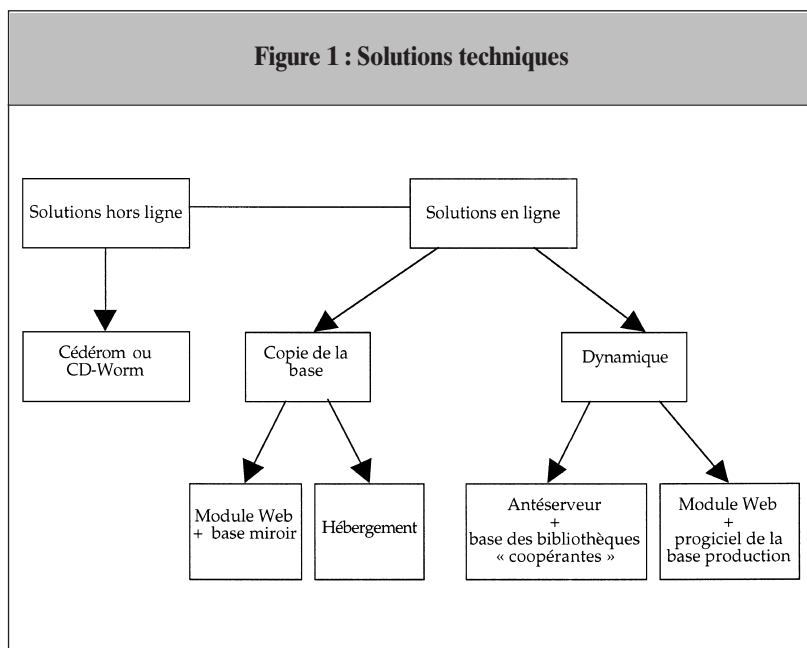 Figure 1 : Solutions techniques
Solutions hors ligne
Solutions en ligne
Cédérom ou
CD-Worm
Copie de la
base
Dynamique
Module Web
+ base miroir
Hébergement
Antéserveur
+
base des bibliothèques
« coopérantes »
Module Web
+
progiciel de la
base production